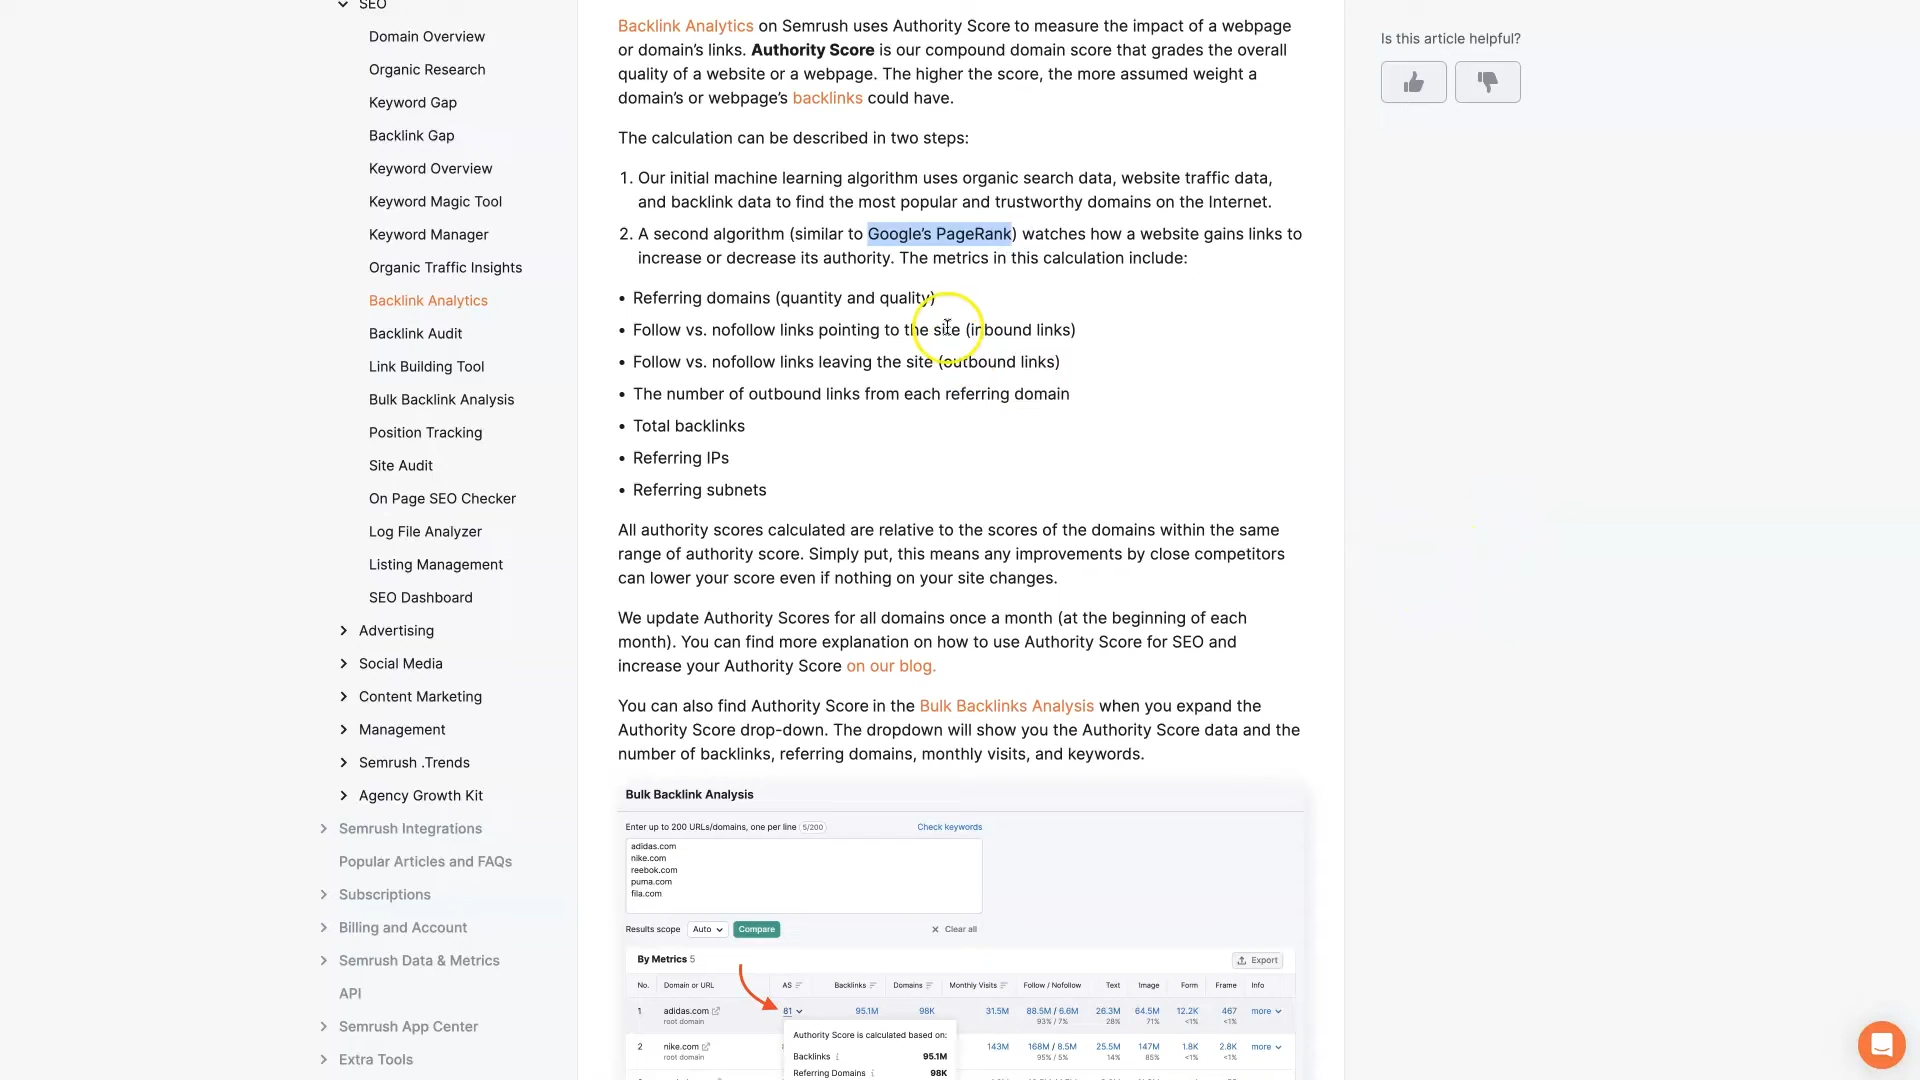 SEO
Domain Overview
Organic Research
Keyword Gap
Backlink Gap
Keyword Overview
Keyword Magic Tool
Keyword Manager
Organic Traffic Insights
Backlink Analytics
Backlink Audit
Link Building Tool
Bulk Backlink Analysis
Position Tracking
Site Audit
On Page SEO Checker
Log File Analyzer
Listing Management
SEO Dashboard
Advertising
Social Media
Content Marketing
Management
Semrush .Trends
Agency Growth Kit
Semrush Integrations
Popular Articles and FAQs
Subscriptions
Billing and Account
Semrush Data & Metrics
API
Semrush App Center
Extra Tools
Backlink Analytics on Semrush uses Authority Score to measure the impact of a webpage
or domain's links. Authority Score is our compound domain score that grades the overall
quality of a website or a webpage. The higher the score, the more assumed weight a
domain's or webpage's backlinks could have.
The calculation can be described in two steps:
1. Our initial machine learning algorithm uses organic search data, website traffic data,
and backlink data to find the most popular and trustworthy domains on the Internet.
2. A second algorithm (similar to Google's PageRank) watches how a website gains links to
increase or decrease its authority. The metrics in this calculation include:
• Referring domains (quantity and quality)
• Follow vs. nofollow links pointing to the site (inbound links)
• Follow vs. nofollow links leaving the site (outbound links)
• The number of outbound links from each referring domain
• Total backlinks
• Referring IPs
• Referring subnets
All authority scores calculated are relative to the scores of the domains within the same
range of authority score. Simply put, this means any improvements by close competitors
can lower your score even if nothing on your site changes.
We update Authority Scores for all domains once a month (at the beginning of each
month). You can find more explanation on how to use Authority Score for SEO and
increase your Authority Score on our blog.
You can also find Authority Score in the Bulk Backlinks Analysis when you expand the
Authority Score drop-down. The dropdown will show you the Authority Score data and the
number of backlinks, referring domains, monthly visits, and keywords.
Bulk Backlink Analysis
Enter up to 200 URLs/domains, one per line 5/200 Check keywords
adidas.com
nike.com
reebok.com
puma.com
fila.com
Results scope Auto Compare Clear all
By Metrics 5 Export
No. Domain or URL AS Backlinks Domains Monthly Visits Follow / Nofollow Text Image Form Frame Info
1 adidas.com 81 95.1M 98K 31.5M 88.5M / 6.6M 26.3M 64.5M 12.2K 467 more
root domain 93% / 7% 28% 71% <1% <1%
Authority Score is calculated based on:
2 nike.com 143M 168M / 8.5M 25.5M 147M 1.8K 2.8K more
root domain 95% / 5% 14% 85% <1% <1%
Backlinks 95.1M
Referring Domains 98K
Is this article helpful?